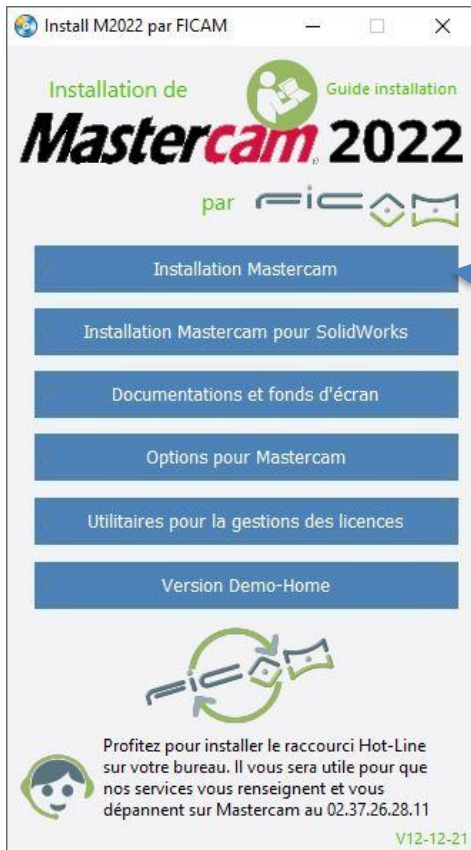 Install M2022 par FICAM
Installation de
Guide installation
Mastercam 2022
par FiCAM
Installation Mastercam
Installation Mastercam pour SolidWorks
Documentations et fonds d'écran
Options pour Mastercam
Utilitaires pour la gestions des licences
Version Demo-Home
FiCAM
Profitez pour installer le raccourci Hot-Line
sur votre bureau. Il vous sera utile pour que
nos services vous renseignent et vous
dépannent sur Mastercam au 02.37.26.28.11
V12-12-21